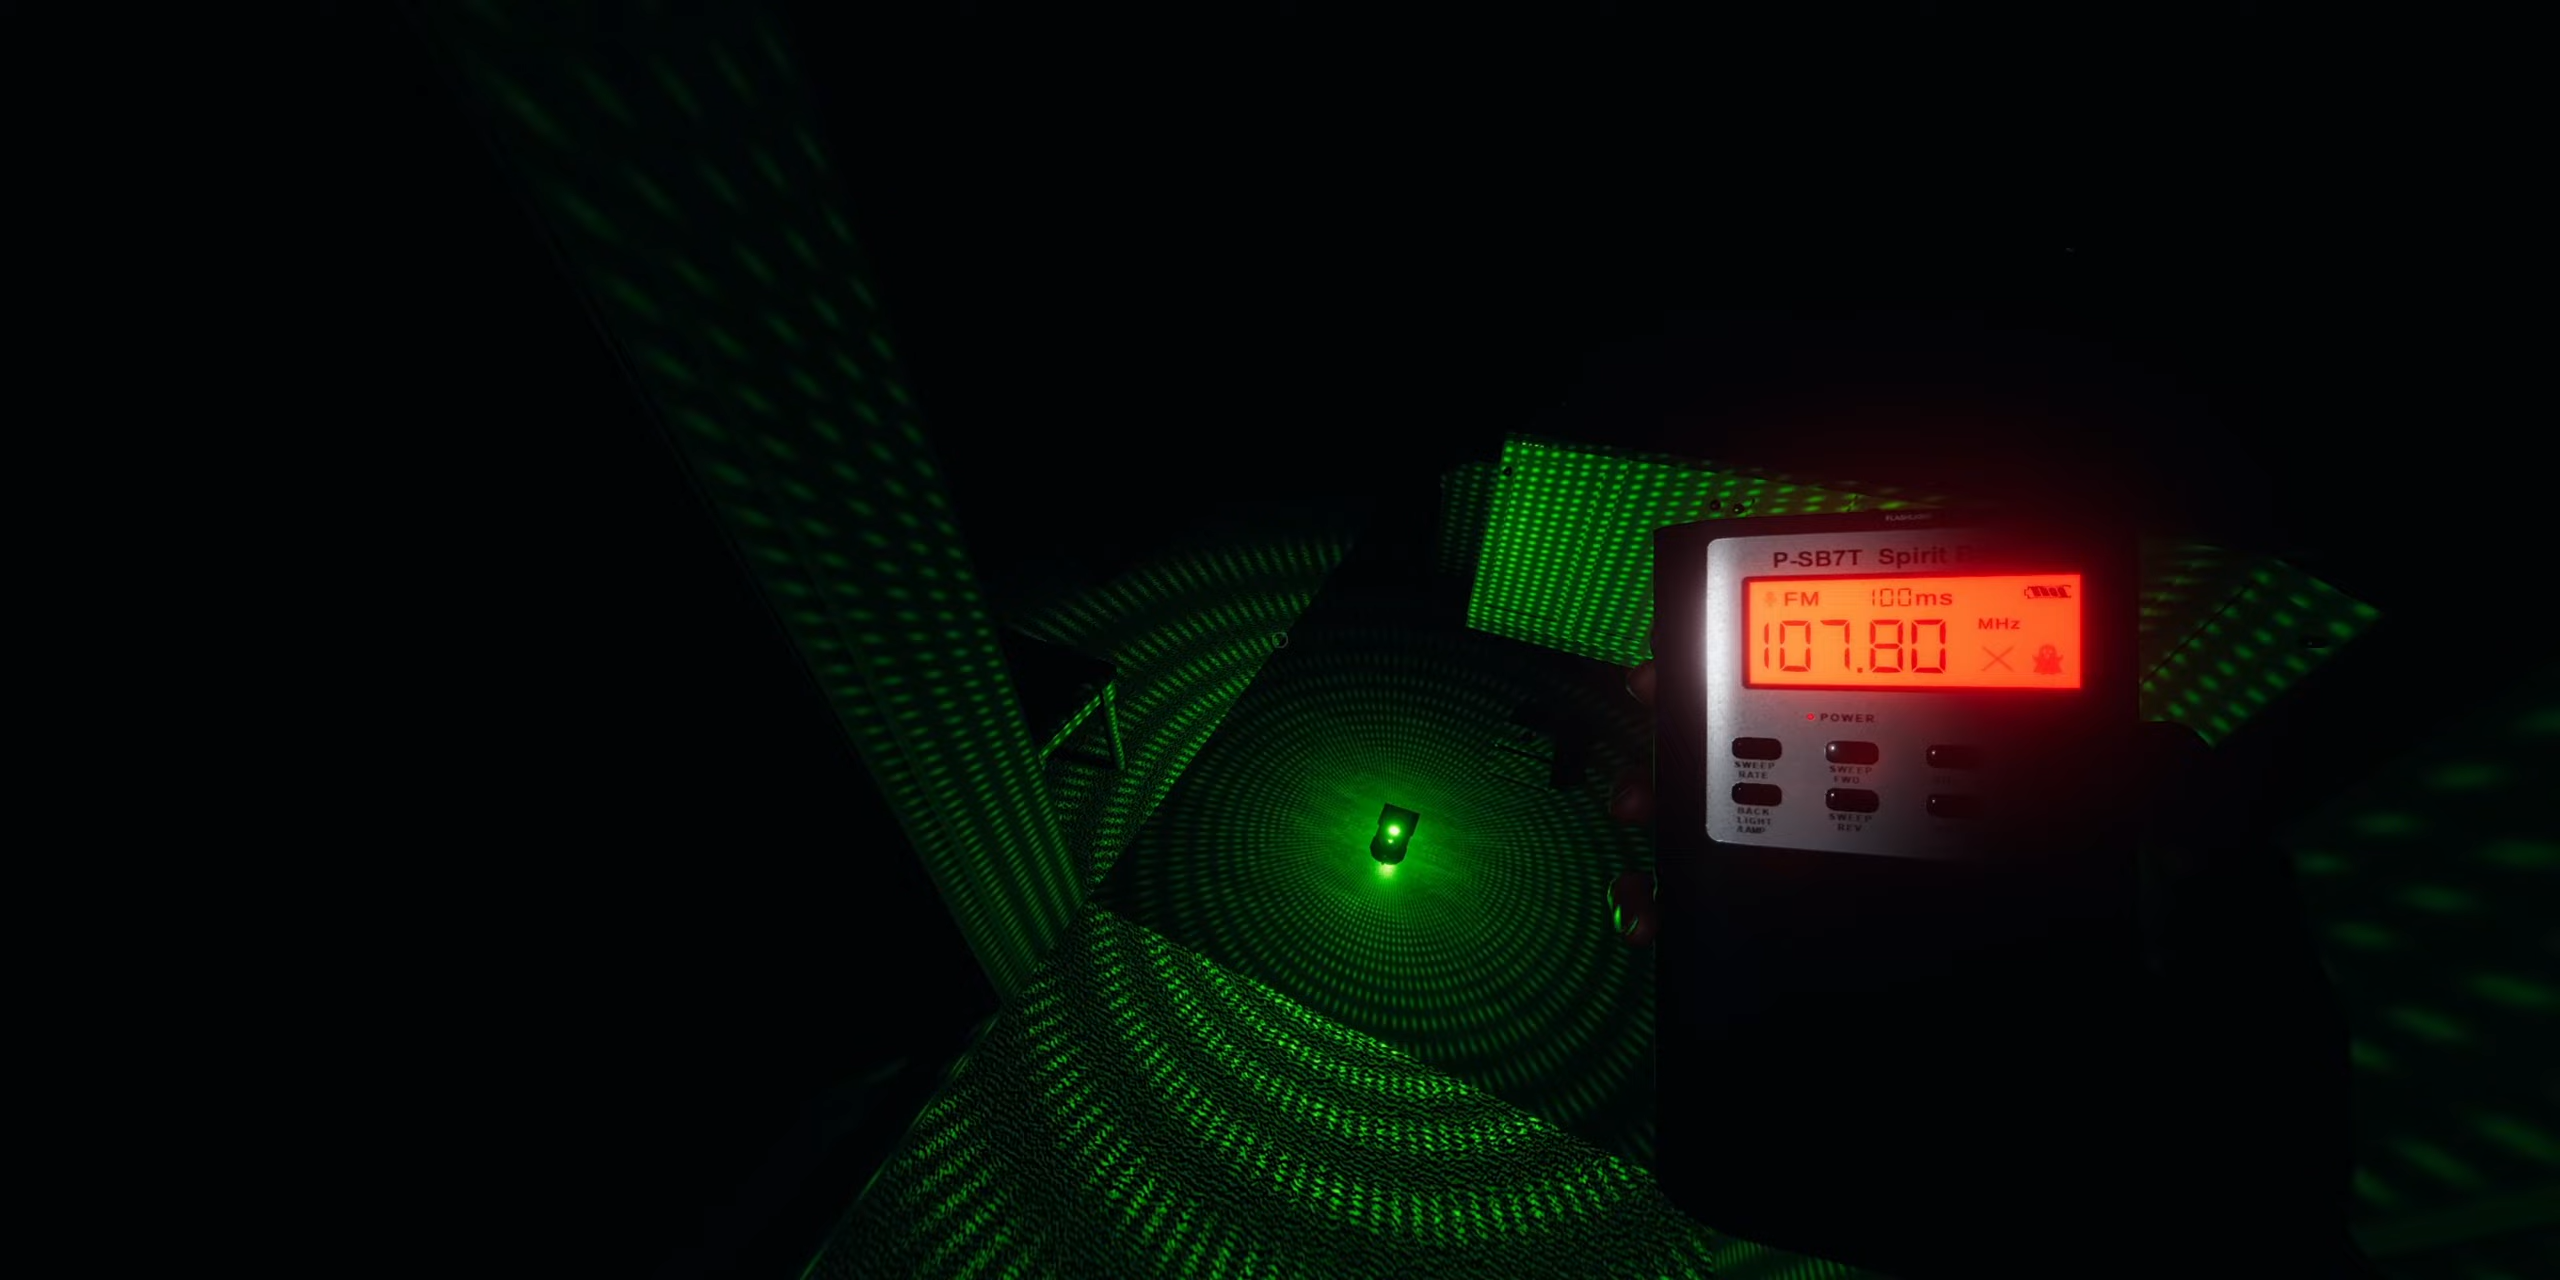 P-SB7T Spirit
FM 100ms
107.80 MHz
POWER
SWEEP RATE
SWEEP FWD
BACK LIGHT /LAMP
SWEEP REV